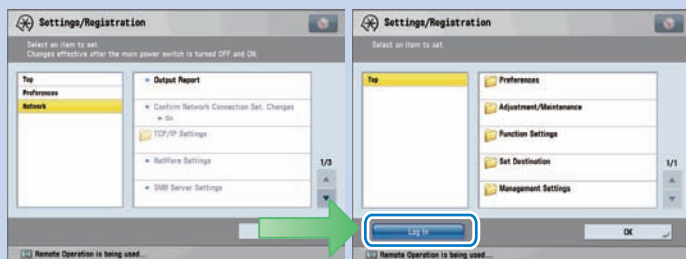 Settings/Registration
Select an item to set.
Changes effective after the main power switch is turned OFF and ON.
Top
Preferences
Network
Output Report
Confirm Network Connection Set. Changes
On
TCP/IP Settings
NetWare Settings
SMB Server Settings
1/3
Remote Operation is being used...
Settings/Registration
Select an item to set.
Top
Preferences
Adjustment/Maintenance
Function Settings
Set Destination
Management Settings
1/1
Log In
OK
Remote Operation is being used...